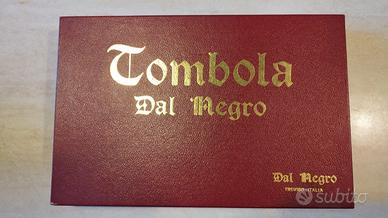 Tombola
Dal Negro
Dal Negro
TREVISO-ITALIA
subito